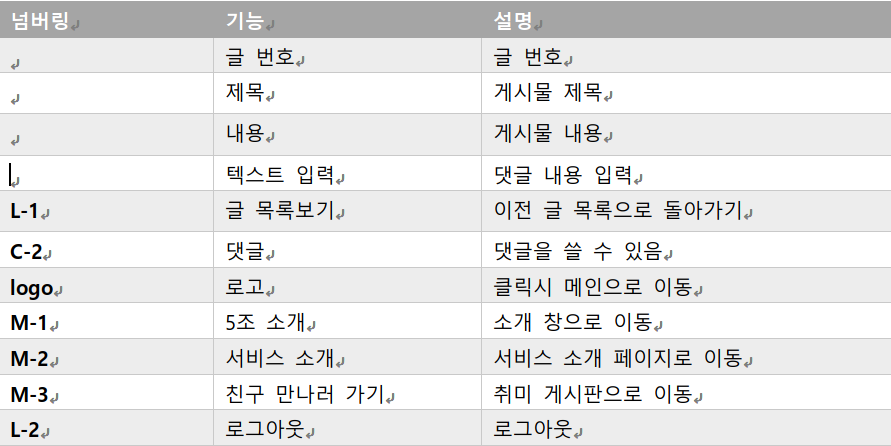 넘버링 기능 설명
글 번호 글 번호
제목 게시물 제목
내용 게시물 내용
텍스트 입력 댓글 내용 입력
L-1 글 목록보기 이전 글 목록으로 돌아가기
C-2 댓글 댓글을 쓸 수 있음
logo 로고 클릭시 메인으로 이동
M-1 5조 소개 소개 창으로 이동
M-2 서비스 소개 서비스 소개 페이지로 이동
M-3 친구 만나러 가기 취미 게시판으로 이동
L-2 로그아웃 로그아웃